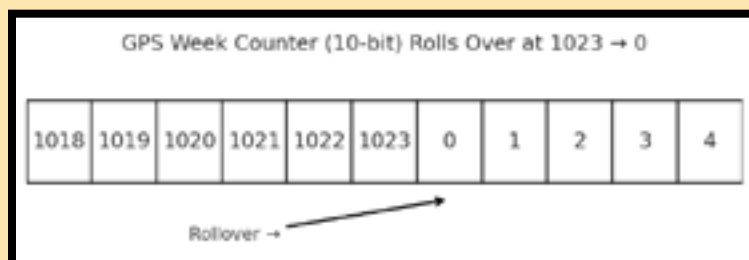 GPS Week Counter (10-bit) Rolls Over at 1023 → 0
1018 1019 1020 1021 1022 1023 0 1 2 3 4
Rollover →